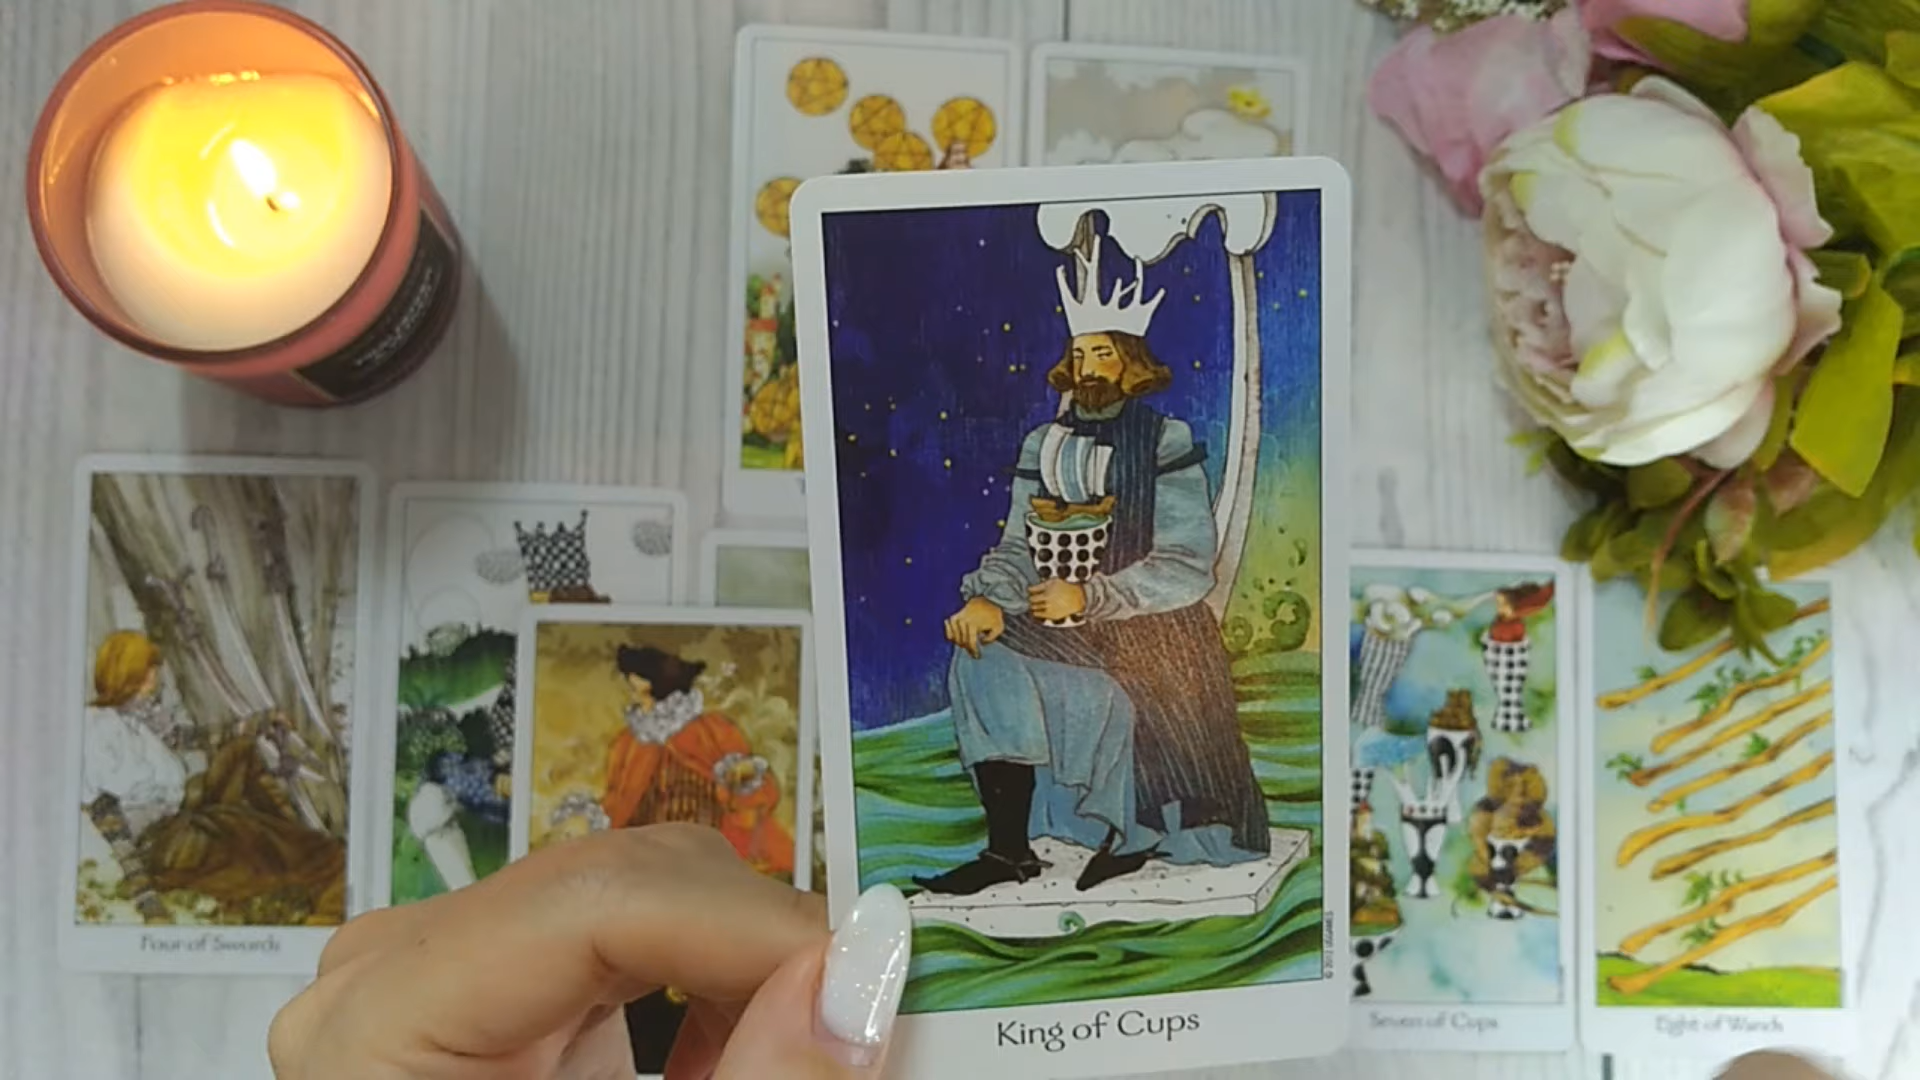 Four of Swords
King of Cups
Seven of Cups
Eight of Wands